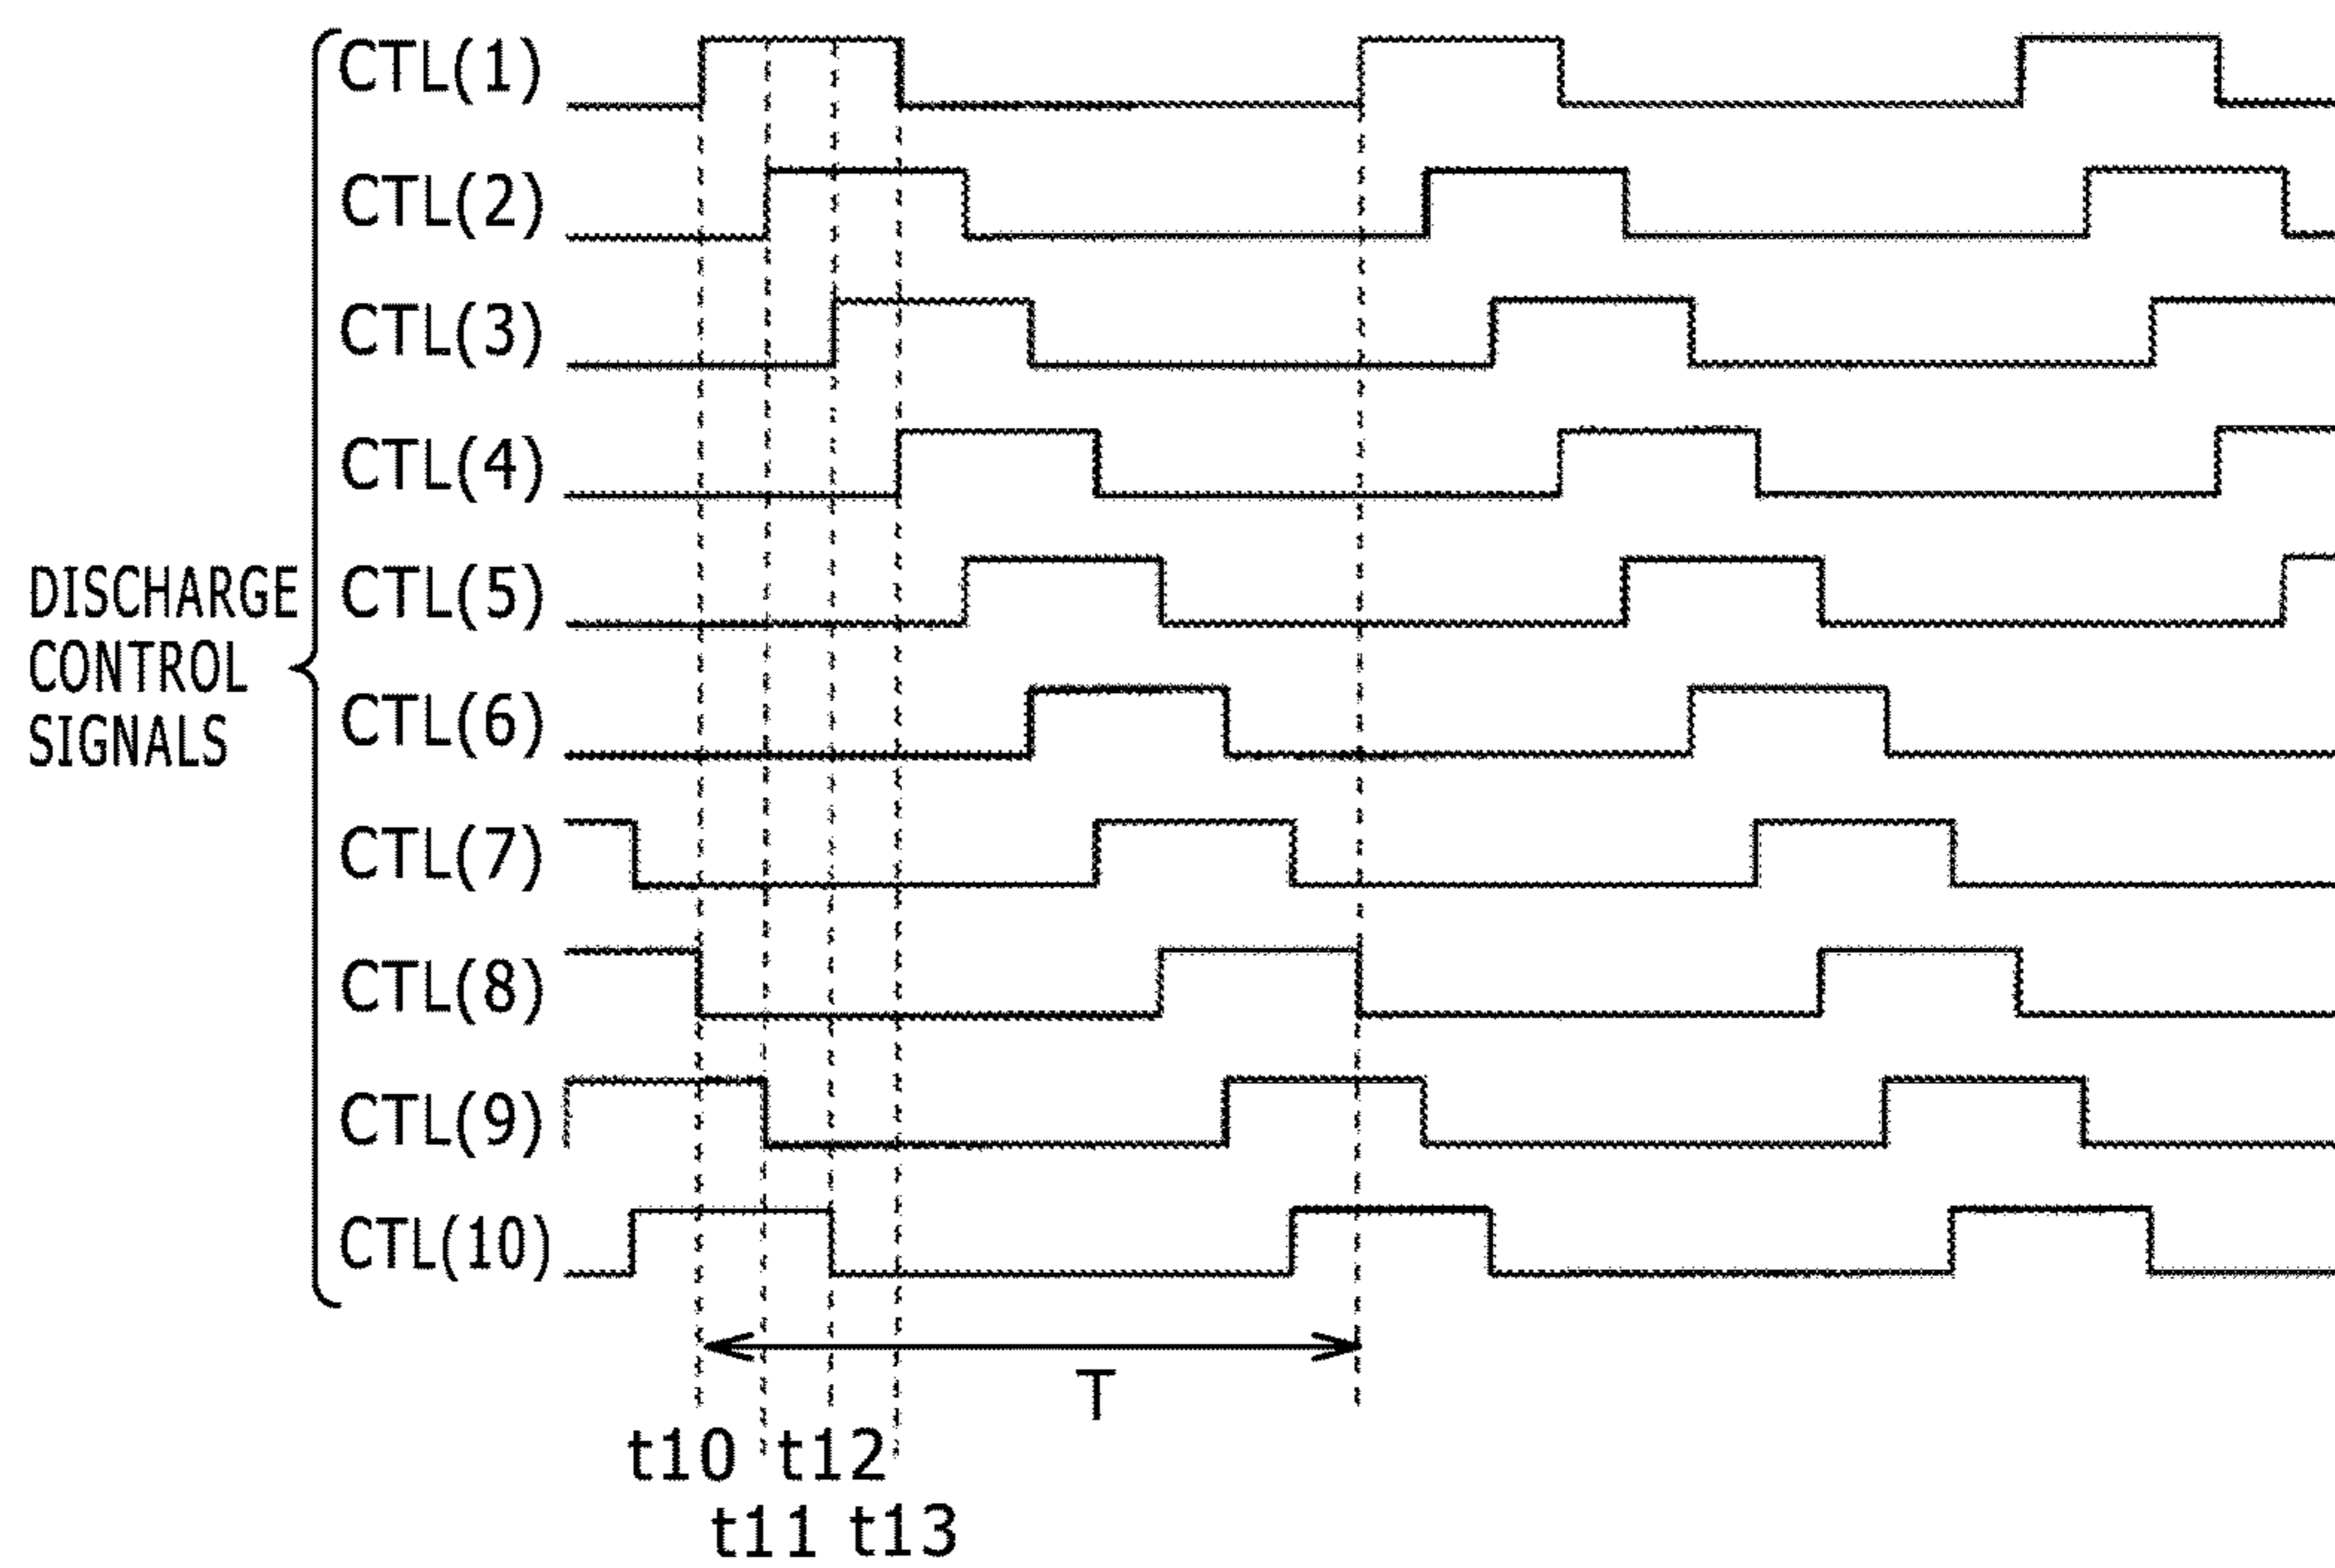 CTL(1)
CTL(2)
CTL(3)
CTL(4)
CTL(5)
DISCHARGE
CONTROL
SIGNALS
CTL(6)
CTL(7)
CTL(8)
CTL(9)
CTL(10)
T
t10
t12
t11
t13